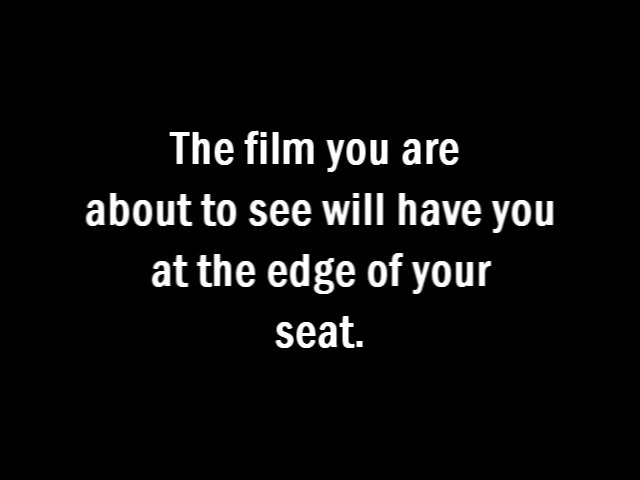 The film you are
about to see will have you
at the edge of your
seat.